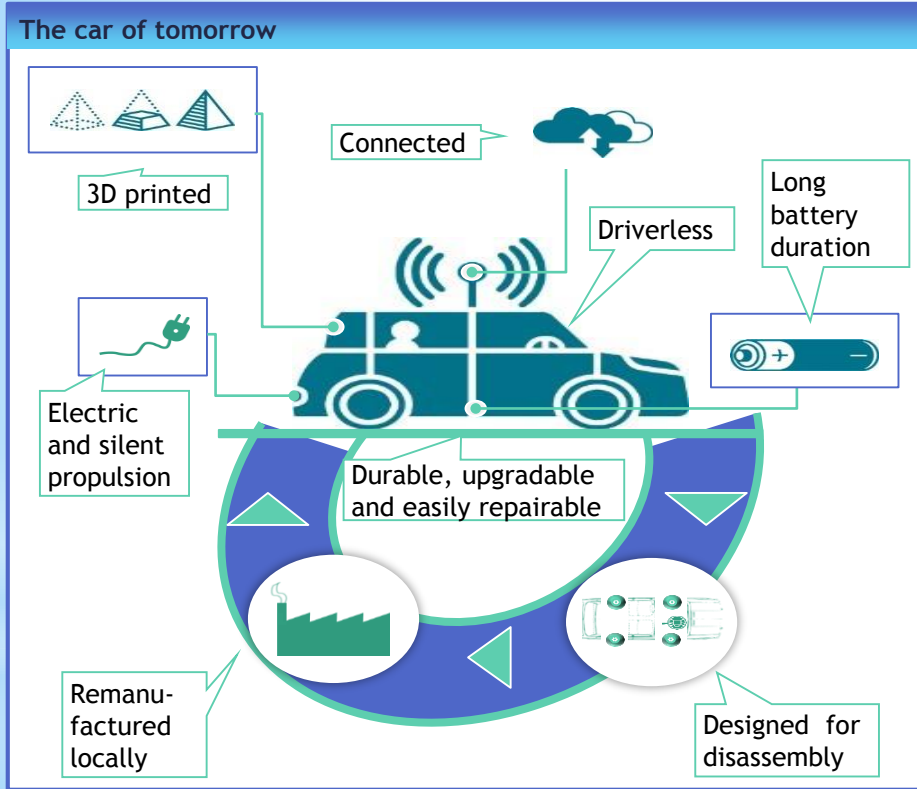 The car of tomorrow
3D printed
Connected
Driverless
Long
battery
duration
Electric
and silent
propulsion
Durable, upgradable
and easily repairable
Remanu-
factured
locally
Designed for
disassembly